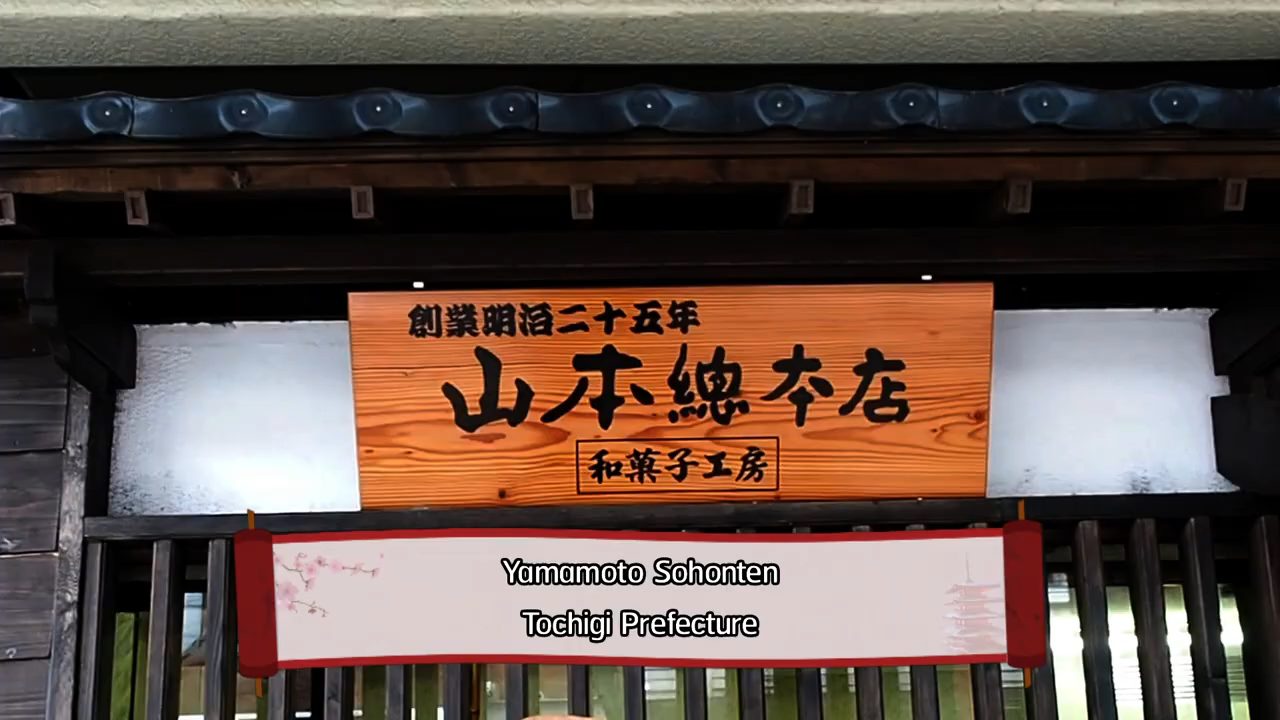 創業明治二十五年
山本總本店
和菓子工房
Yamamoto Sohonten
Tochigi Prefecture